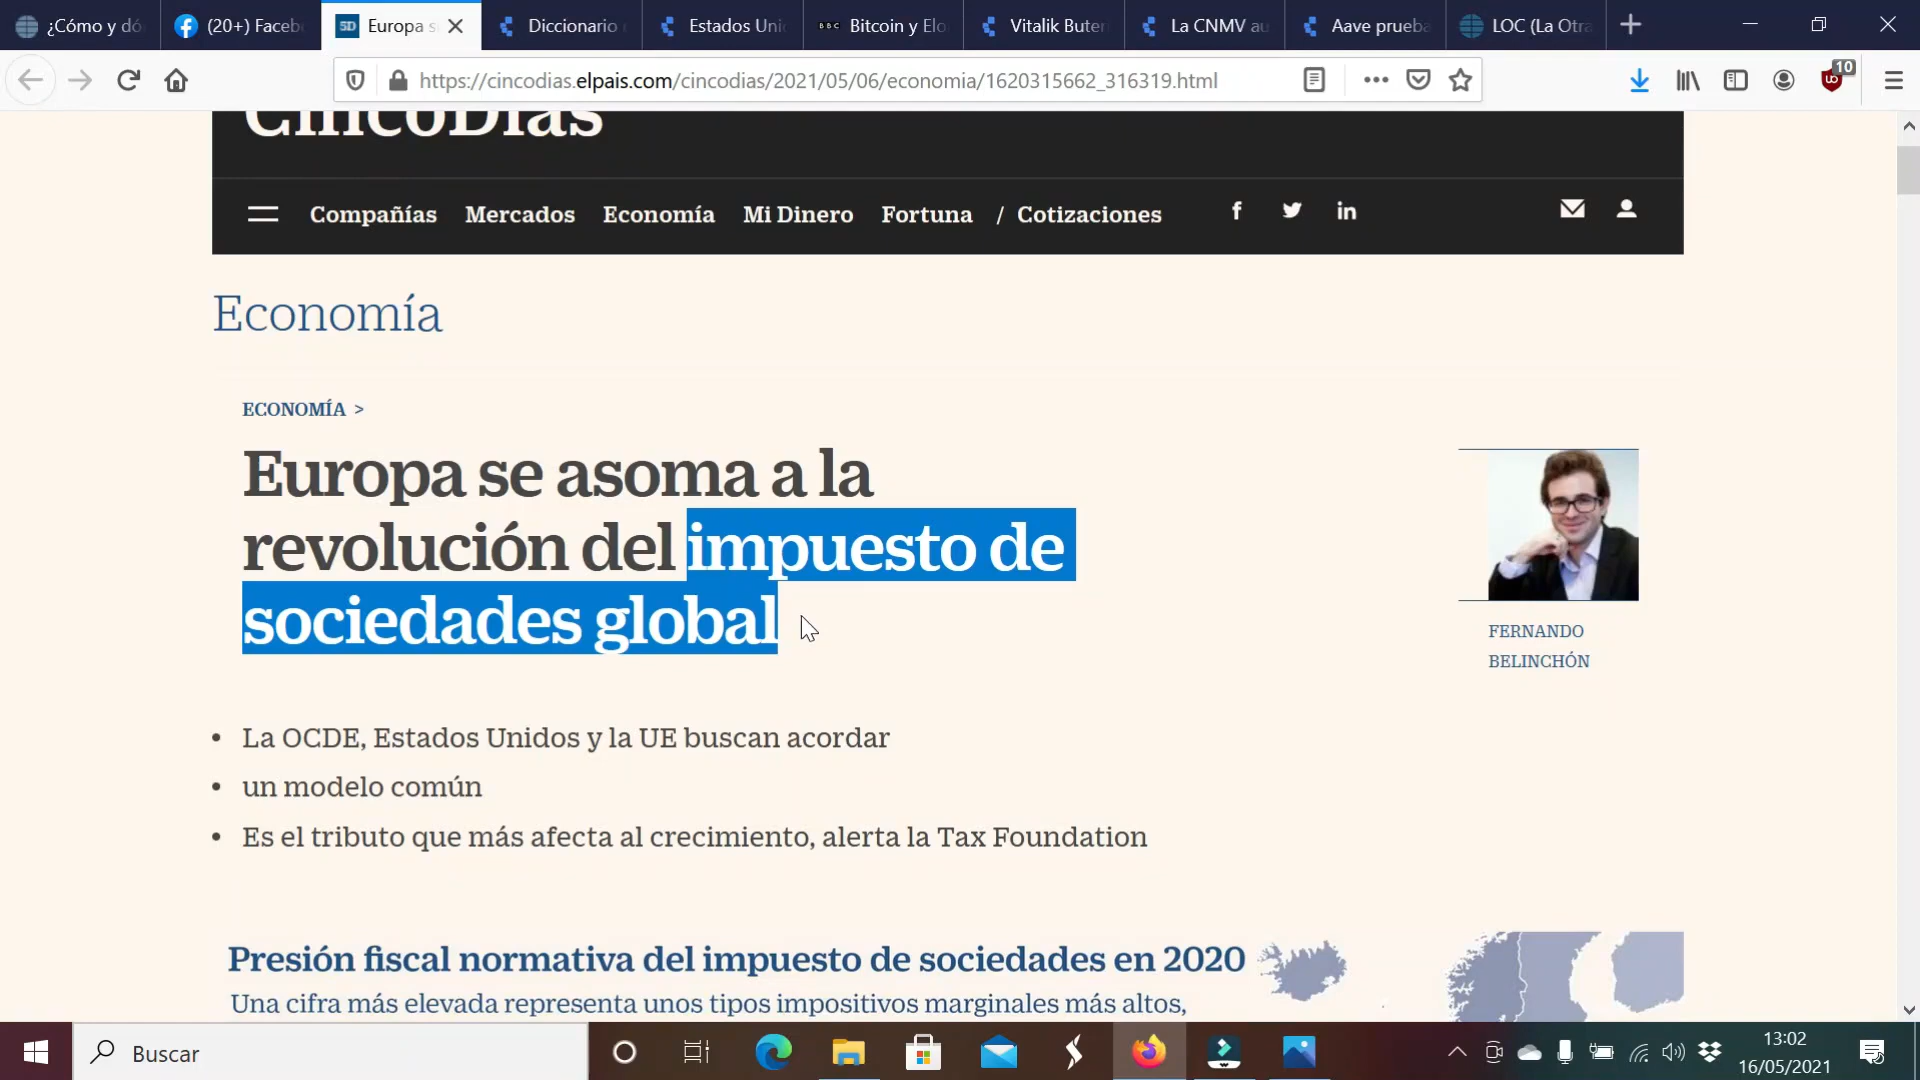 ¿Cómo y dó
(20+) Faceb
Europa s
Diccionario
Estados Uni
BBC Bitcoin y Elo
Vitalik Buter
La CNMV au
Aave prueba
LOC (La Otra
https://cincodias.elpais.com/cincodias/2021/05/06/economia/1620315662_316319.html
10
CincoDías
Compañías Mercados Economía Mi Dinero Fortuna / Cotizaciones
Economía
ECONOMÍA >
Europa se asoma a la
revolución del impuesto de
sociedades global
FERNANDO
BELINCHÓN
• La OCDE, Estados Unidos y la UE buscan acordar
• un modelo común
• Es el tributo que más afecta al crecimiento, alerta la Tax Foundation
Presión fiscal normativa del impuesto de sociedades en 2020
Una cifra más elevada representa unos tipos impositivos marginales más altos,
Buscar
13:02
16/05/2021